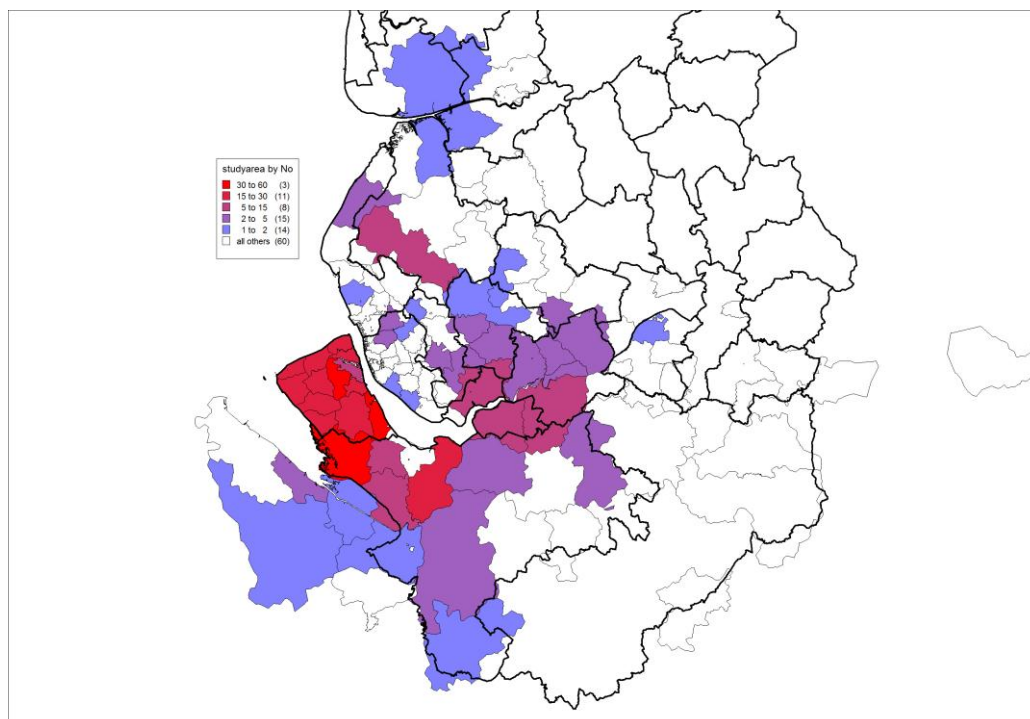 studyarea by No
30 to 60 (3)
15 to 30 (11)
5 to 15 (8)
2 to 5 (15)
1 to 2 (14)
all others (60)